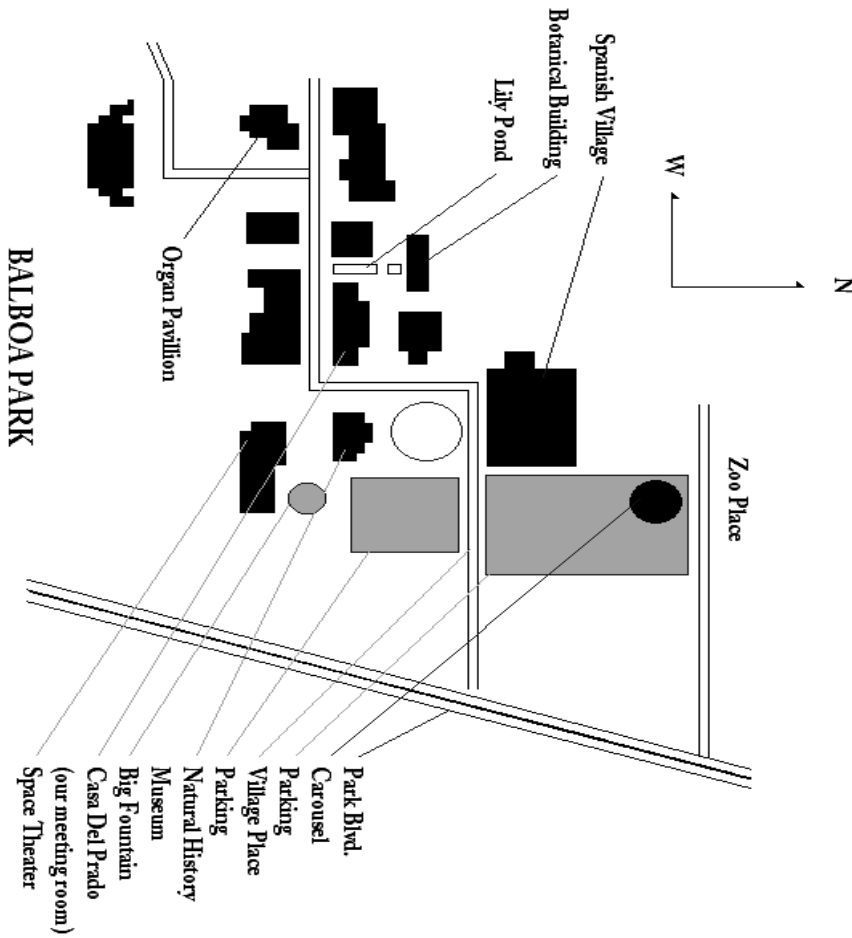 N
Zoo Place
W
Spanish Village
Botanical Building
Lily Pond
Park Blvd.
Carousel
Parking
Village Place
Parking
Natural History
Museum
Big Fountain
Casa Del Prado
(our meeting room)
Space Theater
Organ Pavillion
BALBOA PARK